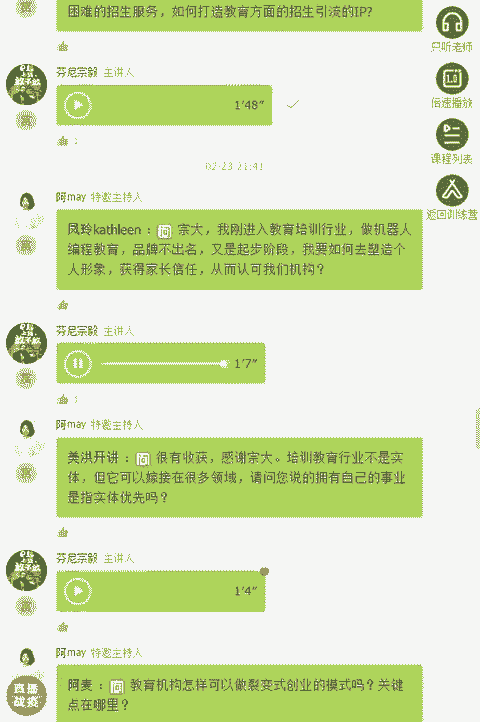 困难的招生服务，如何打造教育方面的招生引流的IP？
只听老师
倍速播放
课程列表
返回训练营
芬尼宗毅 主讲人
1′48″
02-23 21:41
阿may 特邀主持人
凤玲kathleen：问 宗大，我刚进入教育培训行业，做机器人
编程教育，品牌不出名，又是起步阶段，我要如何去塑造个
人形象，获得家长信任，从而认可我们机构？
芬尼宗毅 主讲人
1′7″
阿may 特邀主持人
美洪开讲：问 很有收获，感谢宗大。培训教育行业不是实
体，但它可以嫁接在很多领域，请问您说的拥有自己的事业
是指实体优先吗？
芬尼宗毅 主讲人
1′4″
阿may 特邀主持人
直播
战疫
阿麦：问 教育机构怎样可以做裂变式创业的模式吗？关键
点在哪里？